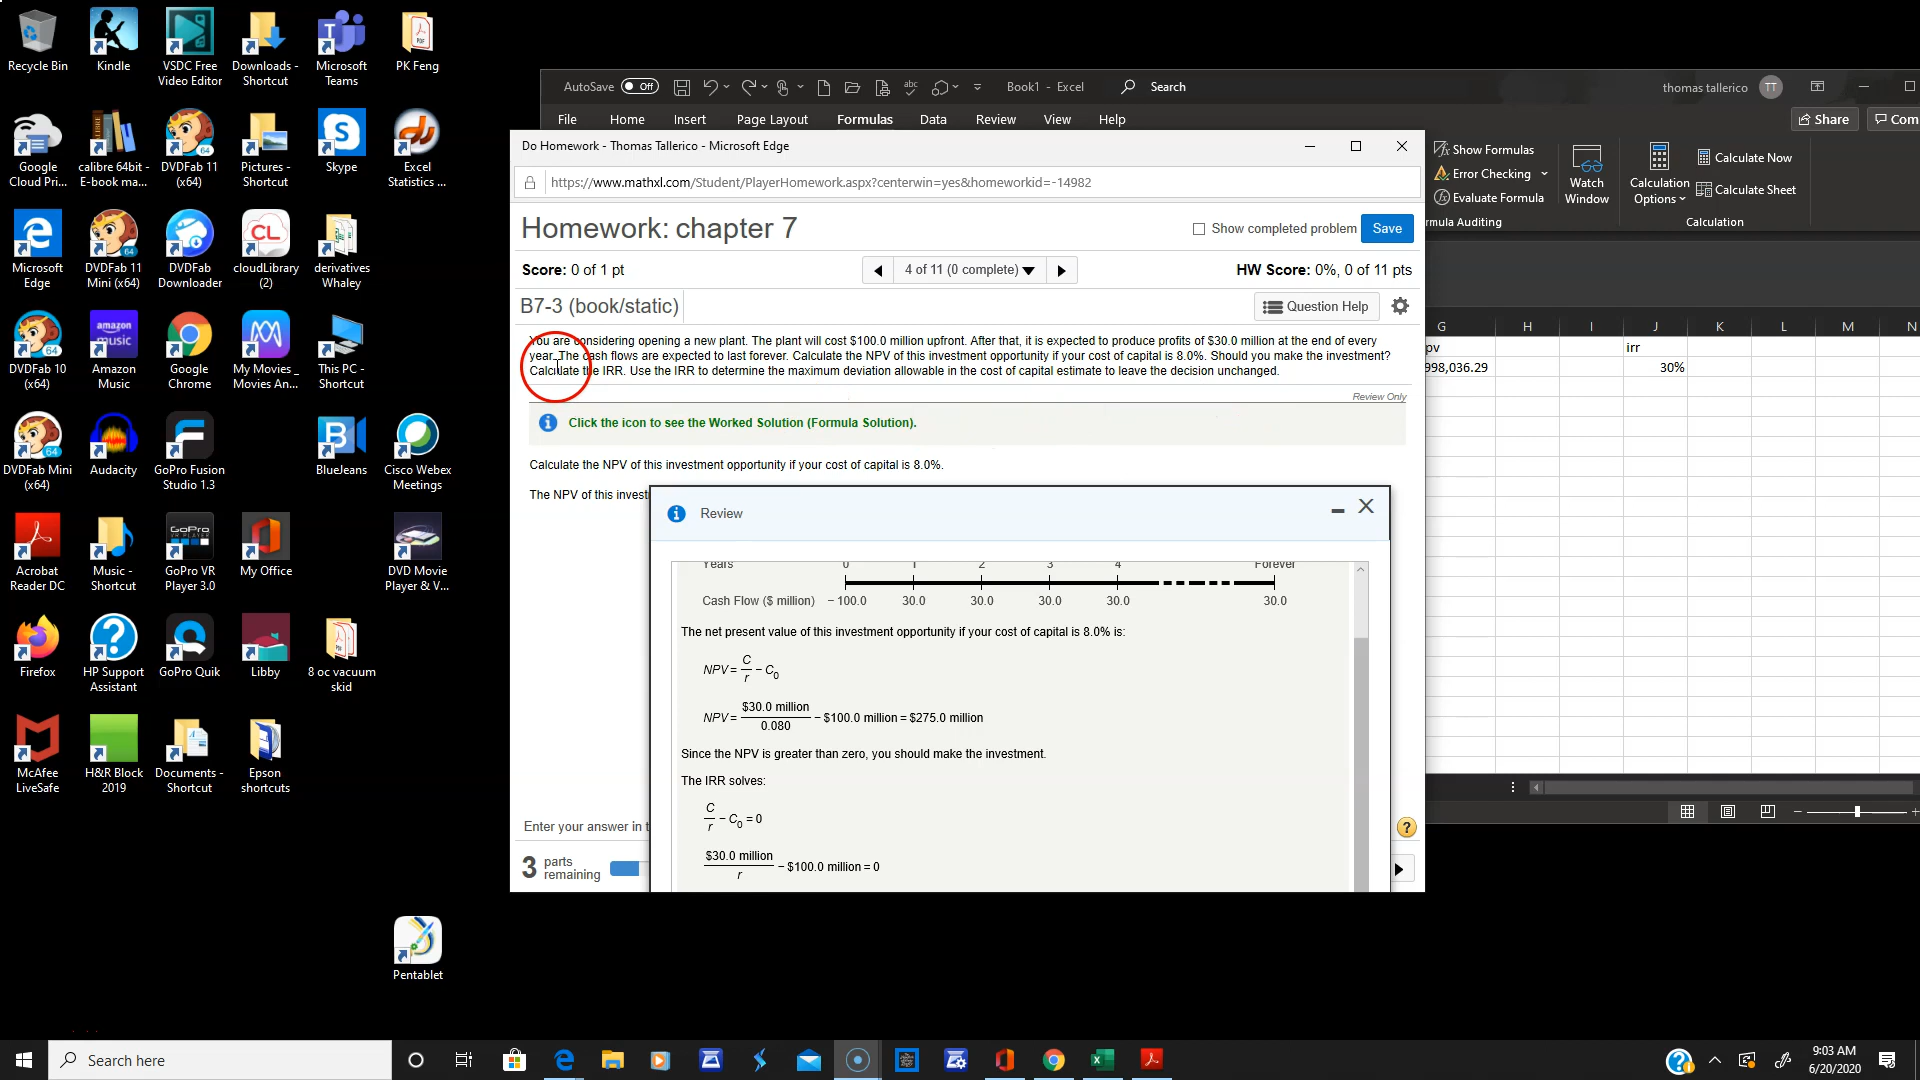 Recycle Bin
Kindle
VSDC Free
Video Editor
Downloads -
Shortcut
Microsoft
Teams
PK Feng
Google
Cloud Pri...
calibre 64bit -
E-book ma...
DVDFab 11
(x64)
Pictures -
Shortcut
Skype
Excel
Statistics ...
Microsoft
Edge
DVDFab 11
Mini (x64)
DVDFab
Downloader
cloudLibrary
(2)
derivatives
Whaley
DVDFab 10
(x64)
amazon
music
Amazon
Music
Google
Chrome
My Movies _
Movies An...
This PC -
Shortcut
DVDFab Mini
(x64)
Audacity
GoPro Fusion
Studio 1.3
BlueJeans
Cisco Webex
Meetings
Acrobat
Reader DC
Music -
Shortcut
GoPro VR
Player 3.0
My Office
DVD Movie
Player & V...
Firefox
HP Support
Assistant
GoPro Quik
Libby
8 oc vacuum
skid
McAfee
LiveSafe
H&R Block
2019
Documents -
Shortcut
Epson
shortcuts
Pentablet
AutoSave Off
Book1 - Excel
Search
thomas tallerico TT
File Home Insert Page Layout Formulas Data Review View Help
Share Com
Show Formulas
Error Checking
Evaluate Formula
rmula Auditing
Watch
Window
Calculation
Options
Calculate Now
Calculate Sheet
Calculation
G H I J K L M N
pv irr
998,036.29 30%
Do Homework - Thomas Tallerico - Microsoft Edge
https://www.mathxl.com/Student/PlayerHomework.aspx?centerwin=yes&homeworkid=-14982
Homework: chapter 7
Show completed problem Save
Score: 0 of 1 pt
4 of 11 (0 complete)
HW Score: 0%, 0 of 11 pts
B7-3 (book/static)
Question Help
You are considering opening a new plant. The plant will cost $100.0 million upfront. After that, it is expected to produce profits of $30.0 million at the end of every
year. The cash flows are expected to last forever. Calculate the NPV of this investment opportunity if your cost of capital is 8.0%. Should you make the investment?
Calculate the IRR. Use the IRR to determine the maximum deviation allowable in the cost of capital estimate to leave the decision unchanged.
Review Only
Click the icon to see the Worked Solution (Formula Solution).
Calculate the NPV of this investment opportunity if your cost of capital is 8.0%.
The NPV of this invest
Review
Years 0 1 2 3 4 Forever
Cash Flow ($ million) −100.0 30.0 30.0 30.0 30.0 30.0
The net present value of this investment opportunity if your cost of capital is 8.0% is:
NPV = C/r − C0
NPV = $30.0 million/0.080 − $100.0 million = $275.0 million
Since the NPV is greater than zero, you should make the investment.
The IRR solves:
C/r − C0 = 0
$30.0 million/r − $100.0 million = 0
Enter your answer in t
3 parts
remaining
Search here
9:03 AM
6/20/2020